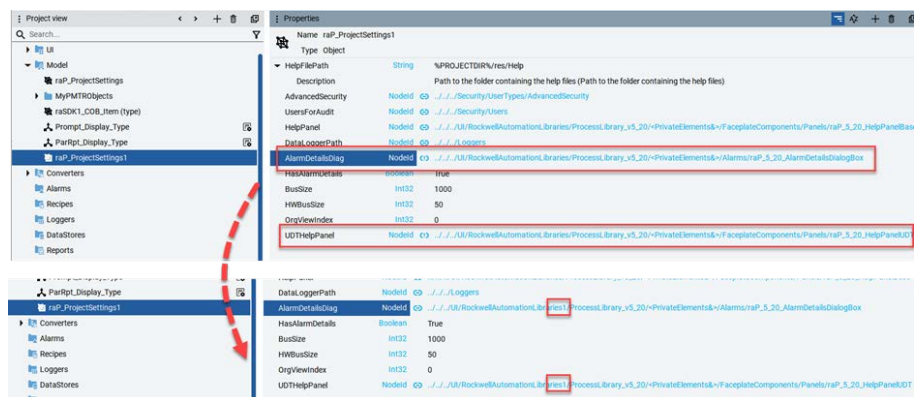 Project view
Properties
Search...
Name raP_ProjectSettings1
Type Object
UI
Model
raP_ProjectSettings
MyPMTRObjects
raSDK1_COB_Item (type)
Prompt_Display_Type
ParRpt_Display_Type
raP_ProjectSettings1
Converters
Alarms
Recipes
Loggers
DataStores
Reports
HelpFilePath String %PROJECTDIR%/res/Help
Description Path to the folder containing the help files (Path to the folder containing the help files)
AdvancedSecurity NodeId ../../../Security/UserTypes/AdvancedSecurity
UsersForAudit NodeId ../../../Security/Users
HelpPanel NodeId ../../../UI/RockwellAutomationLibraries/ProcessLibrary_v5_20/<PrivateElements&>/FaceplateComponents/Panels/raP_5_20_HelpPanelBas
DataLoggerPath NodeId ../../../Loggers
AlarmDetailsDiag NodeId ../../../UI/RockwellAutomationLibraries/ProcessLibrary_v5_20/<PrivateElements&>/Alarms/raP_5_20_AlarmDetailsDialogBox
HasAlarmDetails Boolean True
BusSize Int32 1000
HWBusSize Int32 50
OrgViewIndex Int32 0
UDTHelpPanel NodeId ../../../UI/RockwellAutomationLibraries/ProcessLibrary_v5_20/<PrivateElements&>/FaceplateComponents/Panels/raP_5_20_HelpPanelUDT
ParRpt_Display_Type
raP_ProjectSettings1
Converters
Alarms
Recipes
Loggers
DataStores
DataLoggerPath NodeId ../../../Loggers
AlarmDetailsDiag NodeId ../../../UI/RockwellAutomationLibraries1/ProcessLibrary_v5_20/<PrivateElements&>/Alarms/raP_5_20_AlarmDetailsDialogBox
HasAlarmDetails Boolean True
BusSize Int32 1000
HWBusSize Int32 50
OrgViewIndex Int32 0
UDTHelpPanel NodeId ../../../UI/RockwellAutomationLibraries1/ProcessLibrary_v5_20/<PrivateElements&>/FaceplateComponents/Panels/raP_5_20_HelpPanelUDT